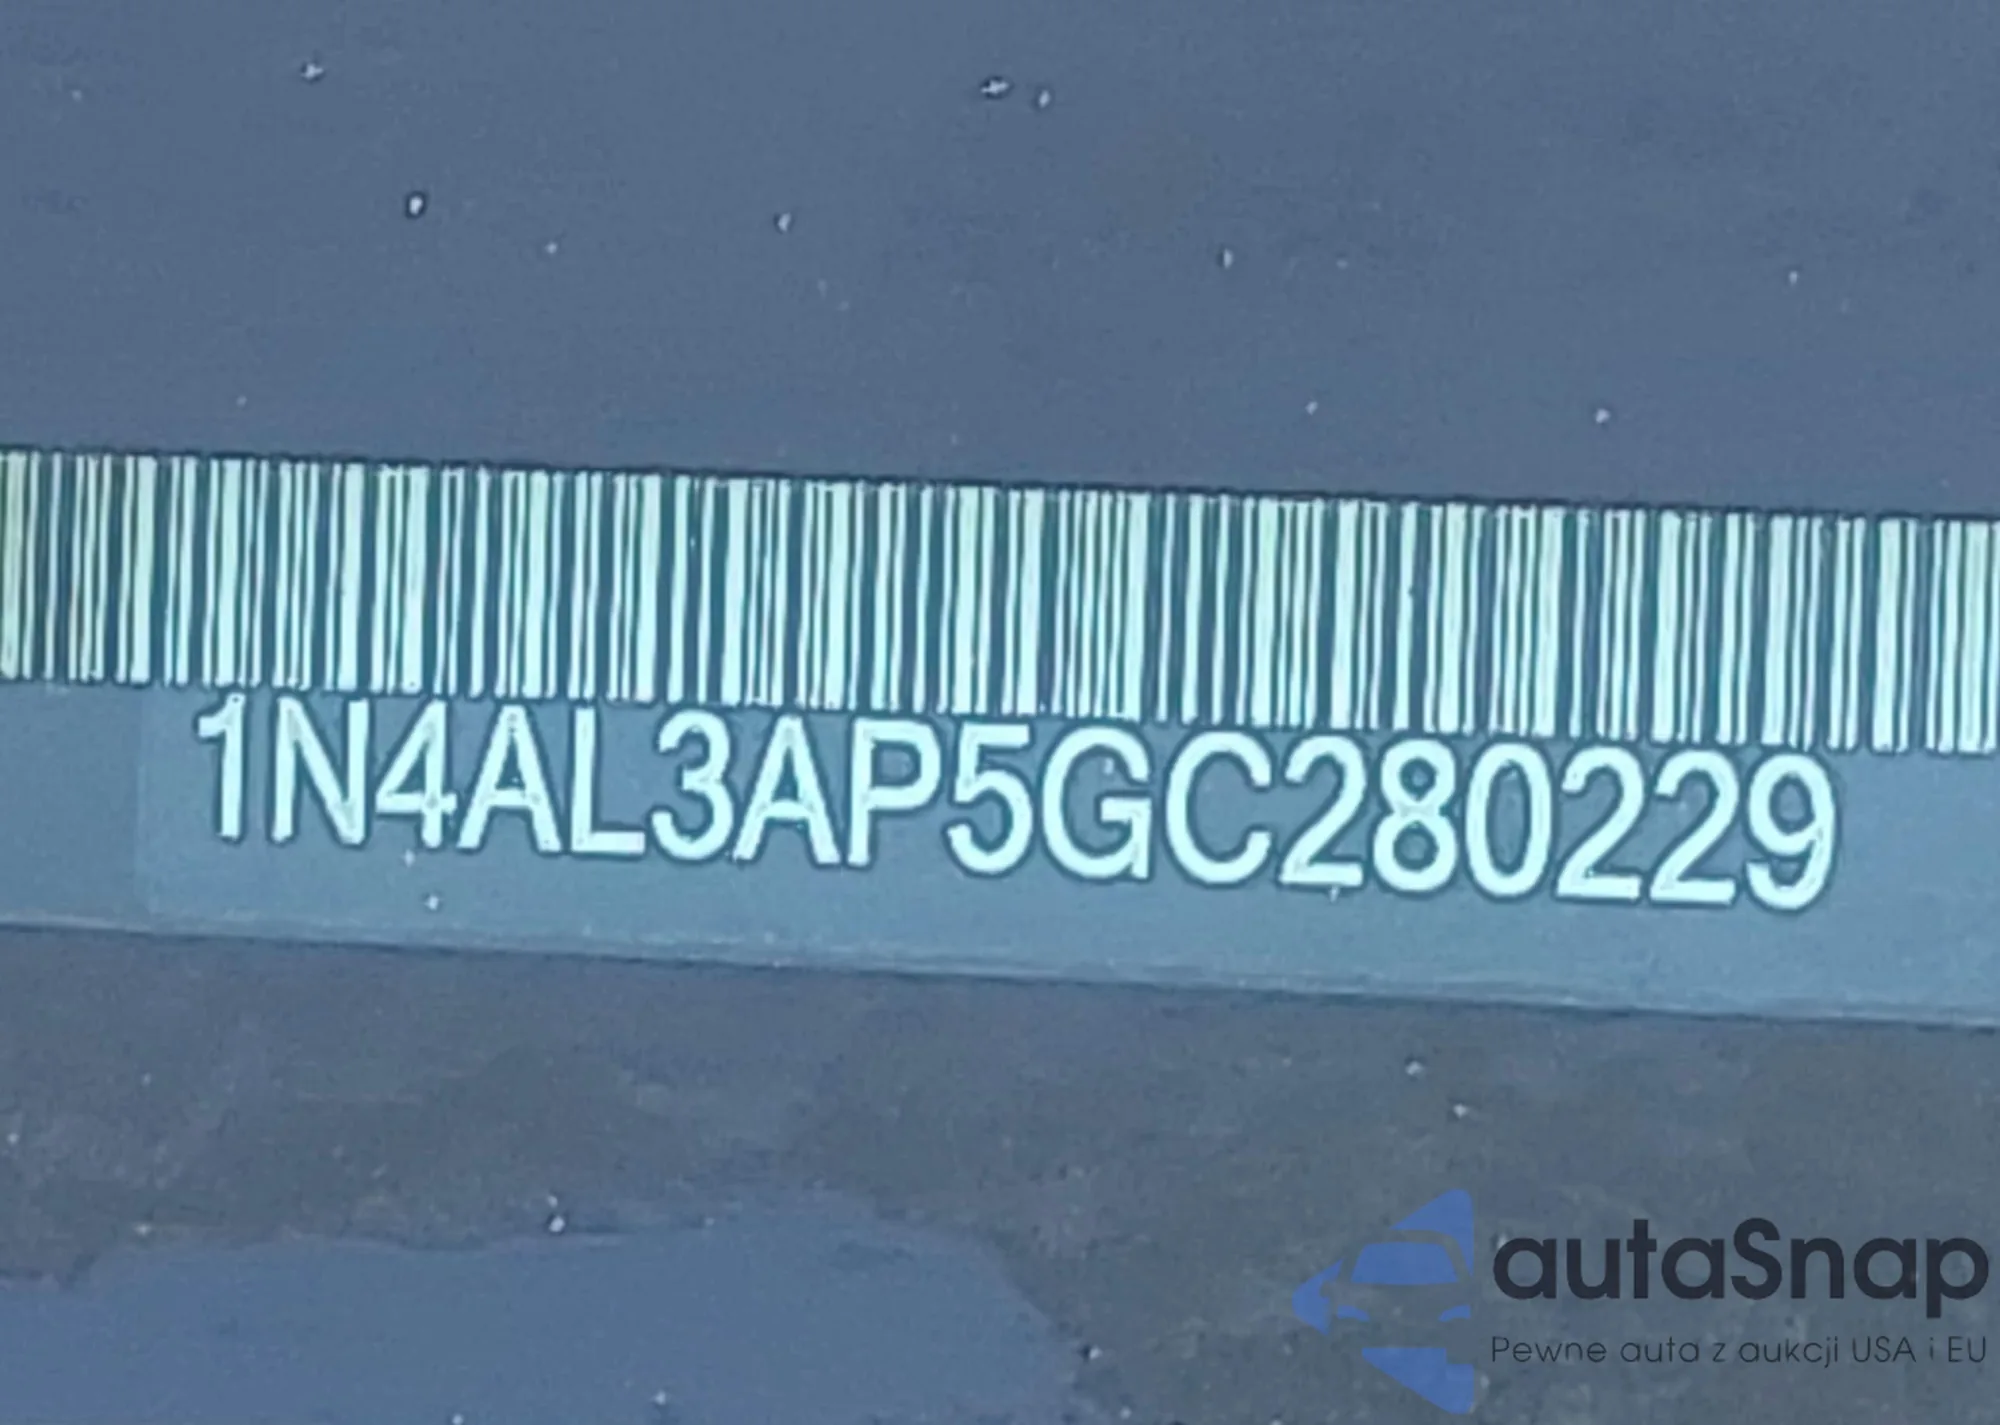 1N4AL3AP5GC280229
autaSnap
Pewne auta z aukcji USA i EU